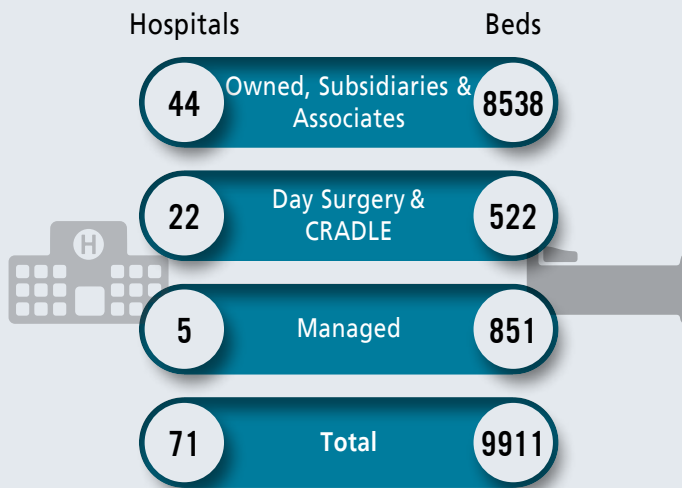 Hospitals Beds
44 Owned, Subsidiaries & Associates 8538
22 Day Surgery & CRADLE 522
H
5 Managed 851
71 Total 9911